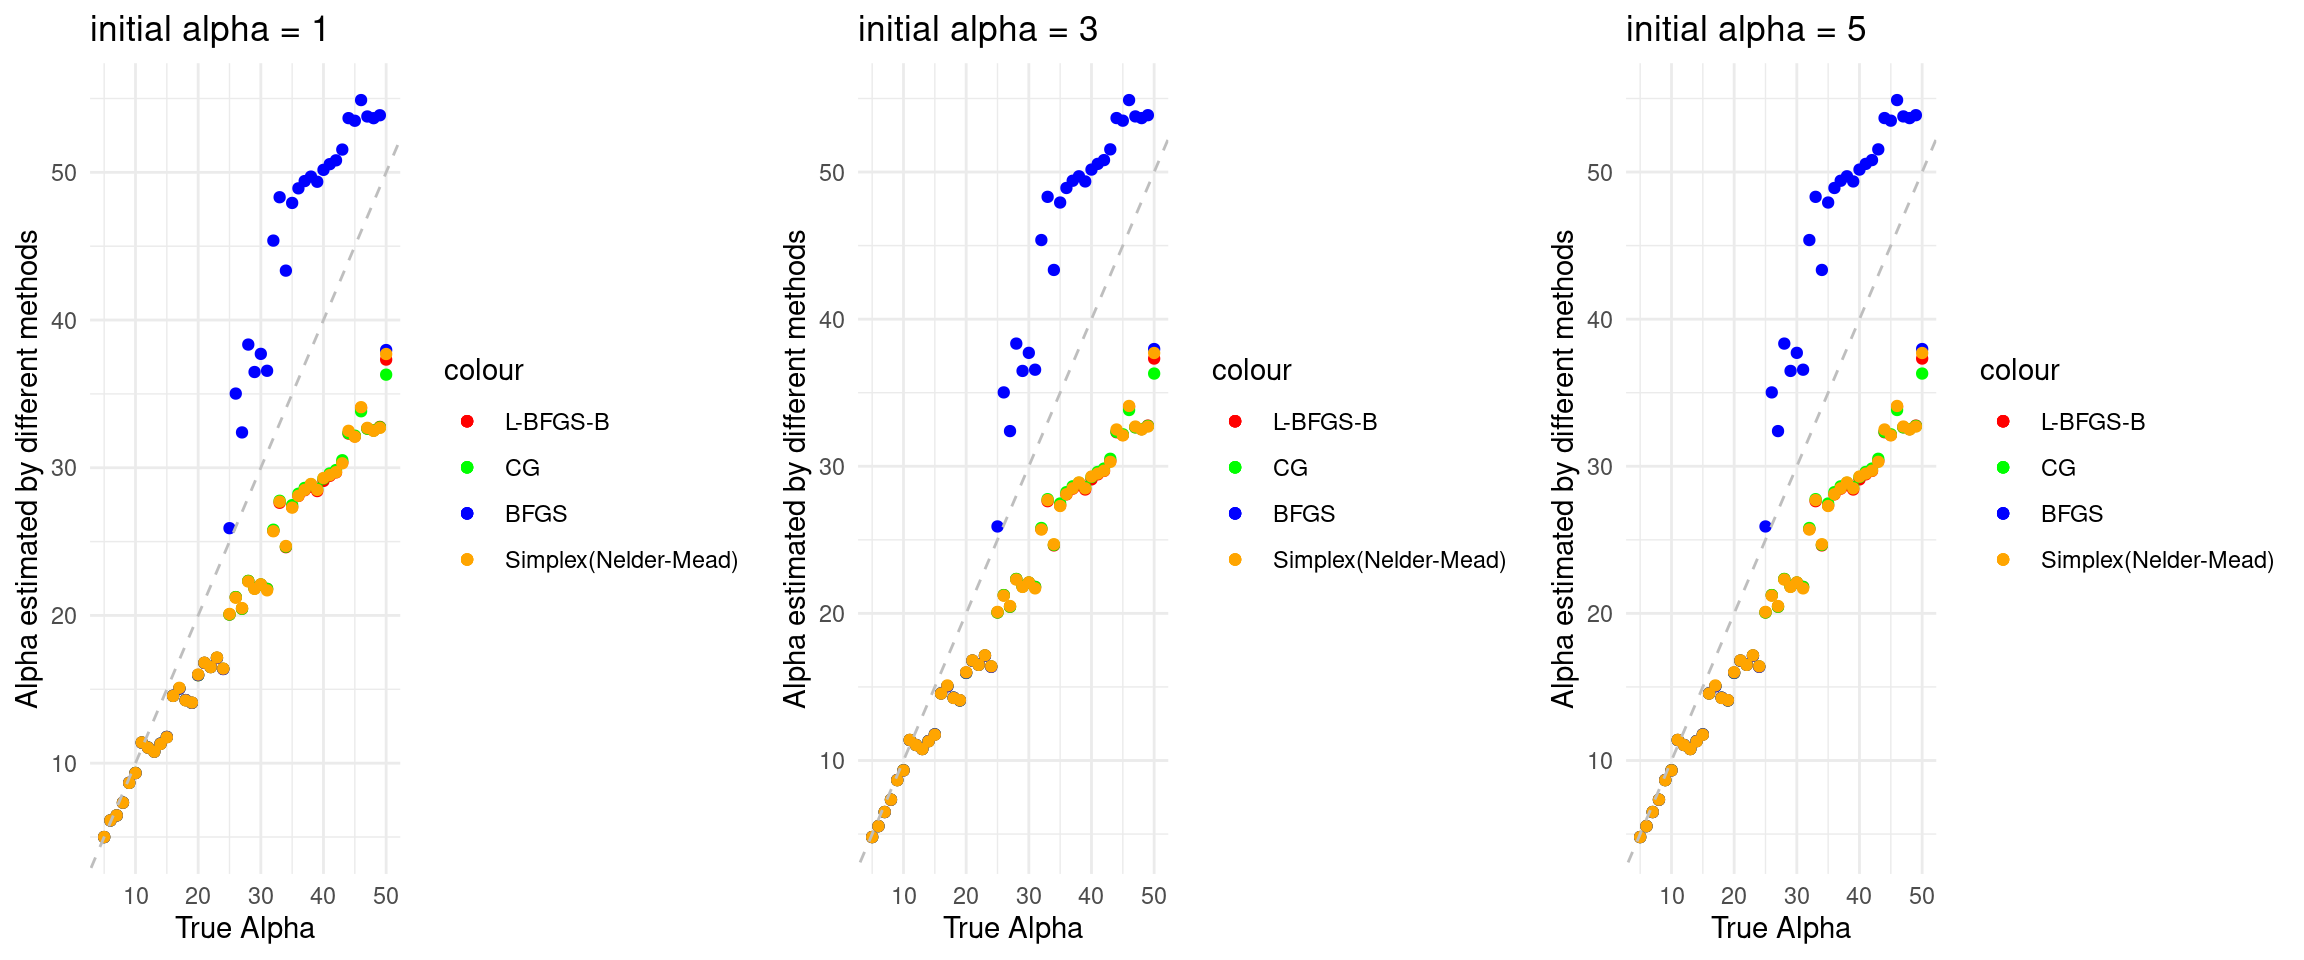 initial alpha = 1
Alpha estimated by different methods
50
40
30
20
10
10 20 30 40 50
True Alpha
colour
L-BFGS-B
CG
BFGS
Simplex(Nelder-Mead)
initial alpha = 3
Alpha estimated by different methods
50
40
30
20
10
10 20 30 40 50
True Alpha
colour
L-BFGS-B
CG
BFGS
Simplex(Nelder-Mead)
initial alpha = 5
Alpha estimated by different methods
50
40
30
20
10
10 20 30 40 50
True Alpha
colour
L-BFGS-B
CG
BFGS
Simplex(Nelder-Mead)